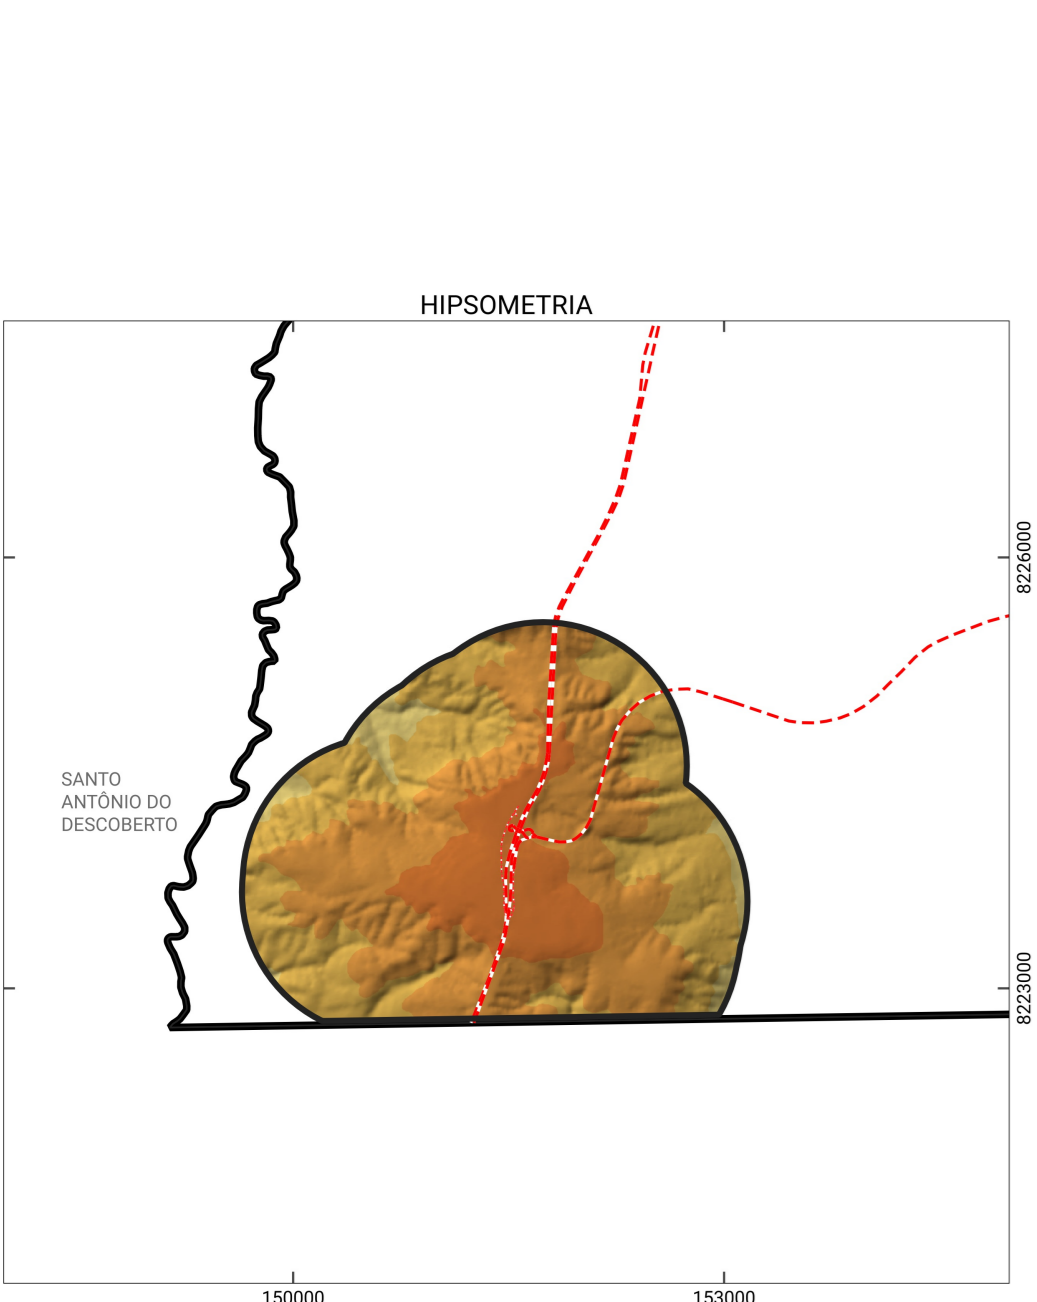 HIPSOMETRIA
8226000
SANTO
ANTÔNIO DO
DESCOBERTO
8223000
150000
153000